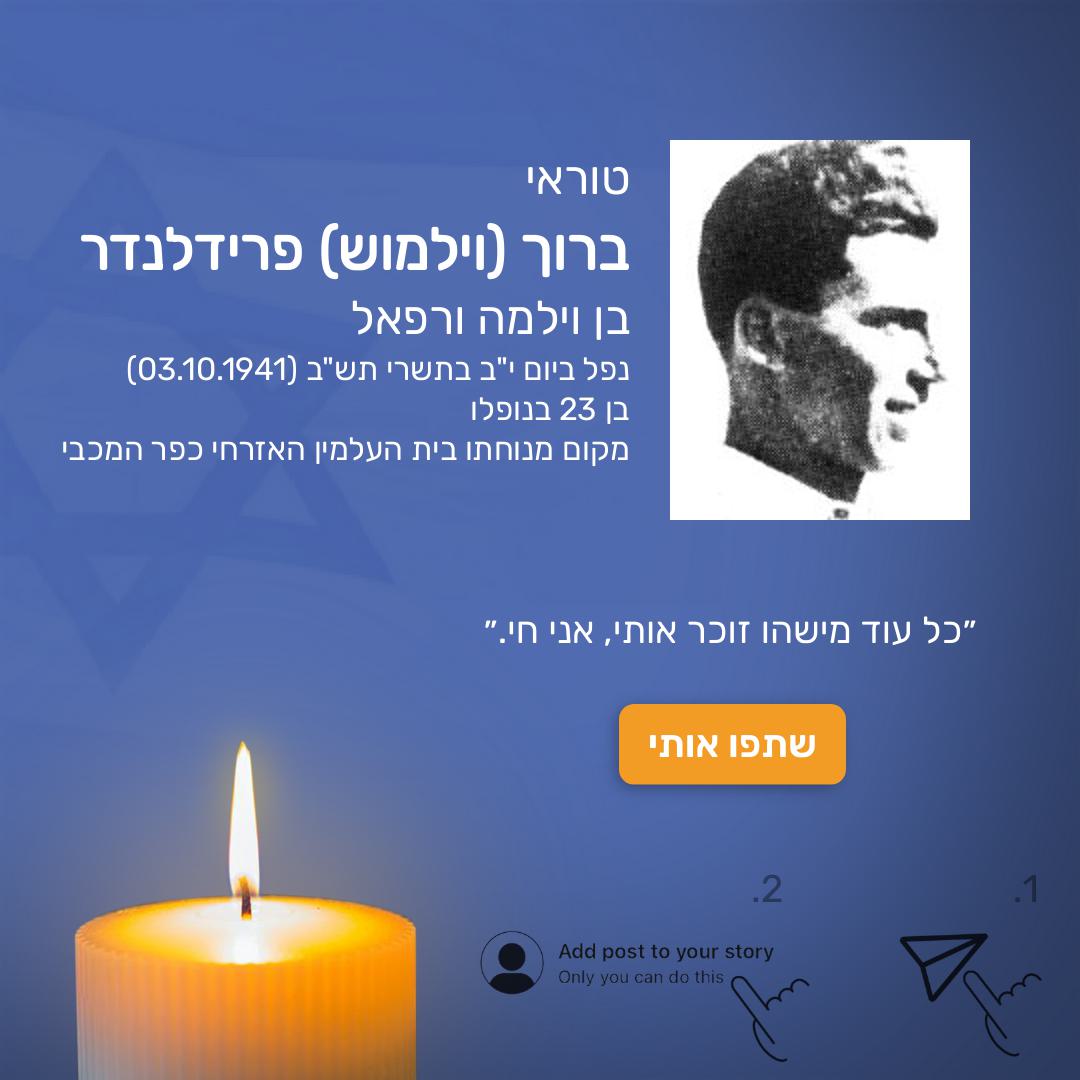 טוראי
ברוך (וילמוש) פרידלנדר
בן וילמה ורפאל
נפל ביום י"ב בתשרי תש"ב (03.10.1941)
בן 23 בנופלו
מקום מנוחתו בית העלמין האזרחי כפר המכבי
״כל עוד מישהו זוכר אותי, אני חי.״
שתפו אותי
.1
.2
Add post to your story
Only you can do this